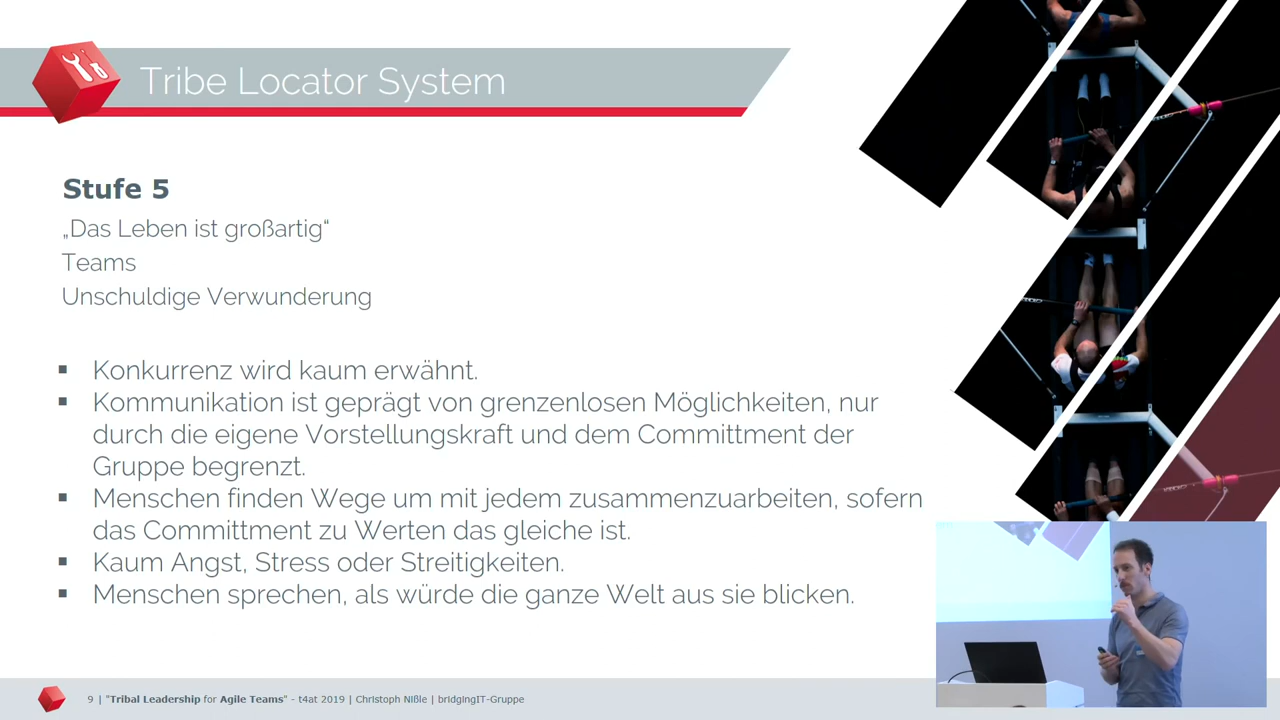 Tribe Locator System
Stufe 5
„Das Leben ist großartig“
Teams
Unschuldige Verwunderung
▪ Konkurrenz wird kaum erwähnt.
▪ Kommunikation ist geprägt von grenzenlosen Möglichkeiten, nur
durch die eigene Vorstellungskraft und dem Committment der
Gruppe begrenzt.
▪ Menschen finden Wege um mit jedem zusammenzuarbeiten, sofern
das Committment zu Werten das gleiche ist.
▪ Kaum Angst, Stress oder Streitigkeiten.
▪ Menschen sprechen, als würde die ganze Welt aus sie blicken.
9 | "Tribal Leadership for Agile Teams" - t4at 2019 | Christoph Nißle | bridgingIT-Gruppe